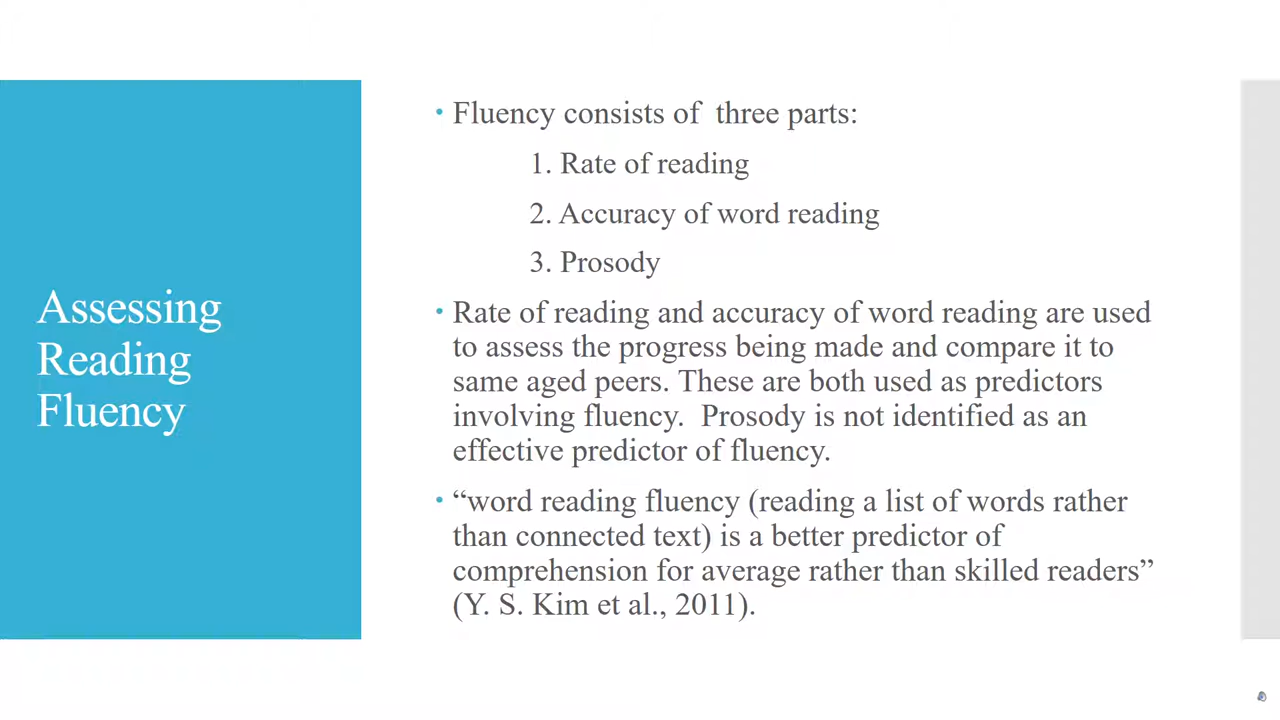 Assessing
Reading
Fluency
• Fluency consists of three parts:
1. Rate of reading
2. Accuracy of word reading
3. Prosody
• Rate of reading and accuracy of word reading are used
to assess the progress being made and compare it to
same aged peers. These are both used as predictors
involving fluency. Prosody is not identified as an
effective predictor of fluency.
• “word reading fluency (reading a list of words rather
than connected text) is a better predictor of
comprehension for average rather than skilled readers”
(Y. S. Kim et al., 2011).